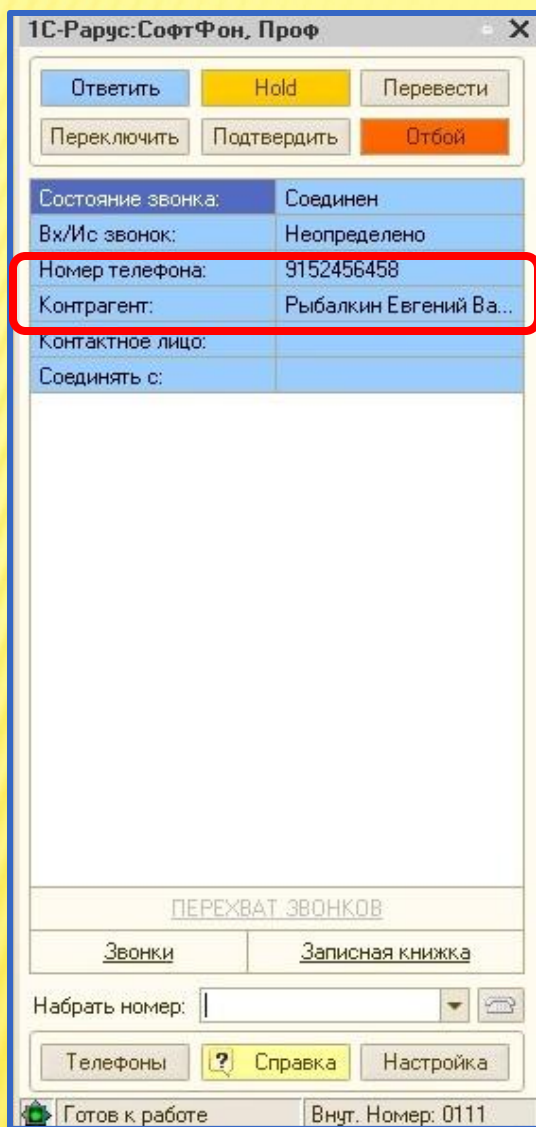 1С-Рарус:СофтФон, Проф
Ответить Hold Перевести
Переключить Подтвердить Отбой
Состояние звонка: Соединен
Вх/Ис звонок: Неопределено
Номер телефона: 9152456458
Контрагент: Рыбалкин Евгений Ва...
Контактное лицо:
Соединять с:
ПЕРЕХВАТ ЗВОНКОВ
Звонки Записная книжка
Набрать номер:
Телефоны ? Справка Настройка
Готов к работе Внут. Номер: 0111